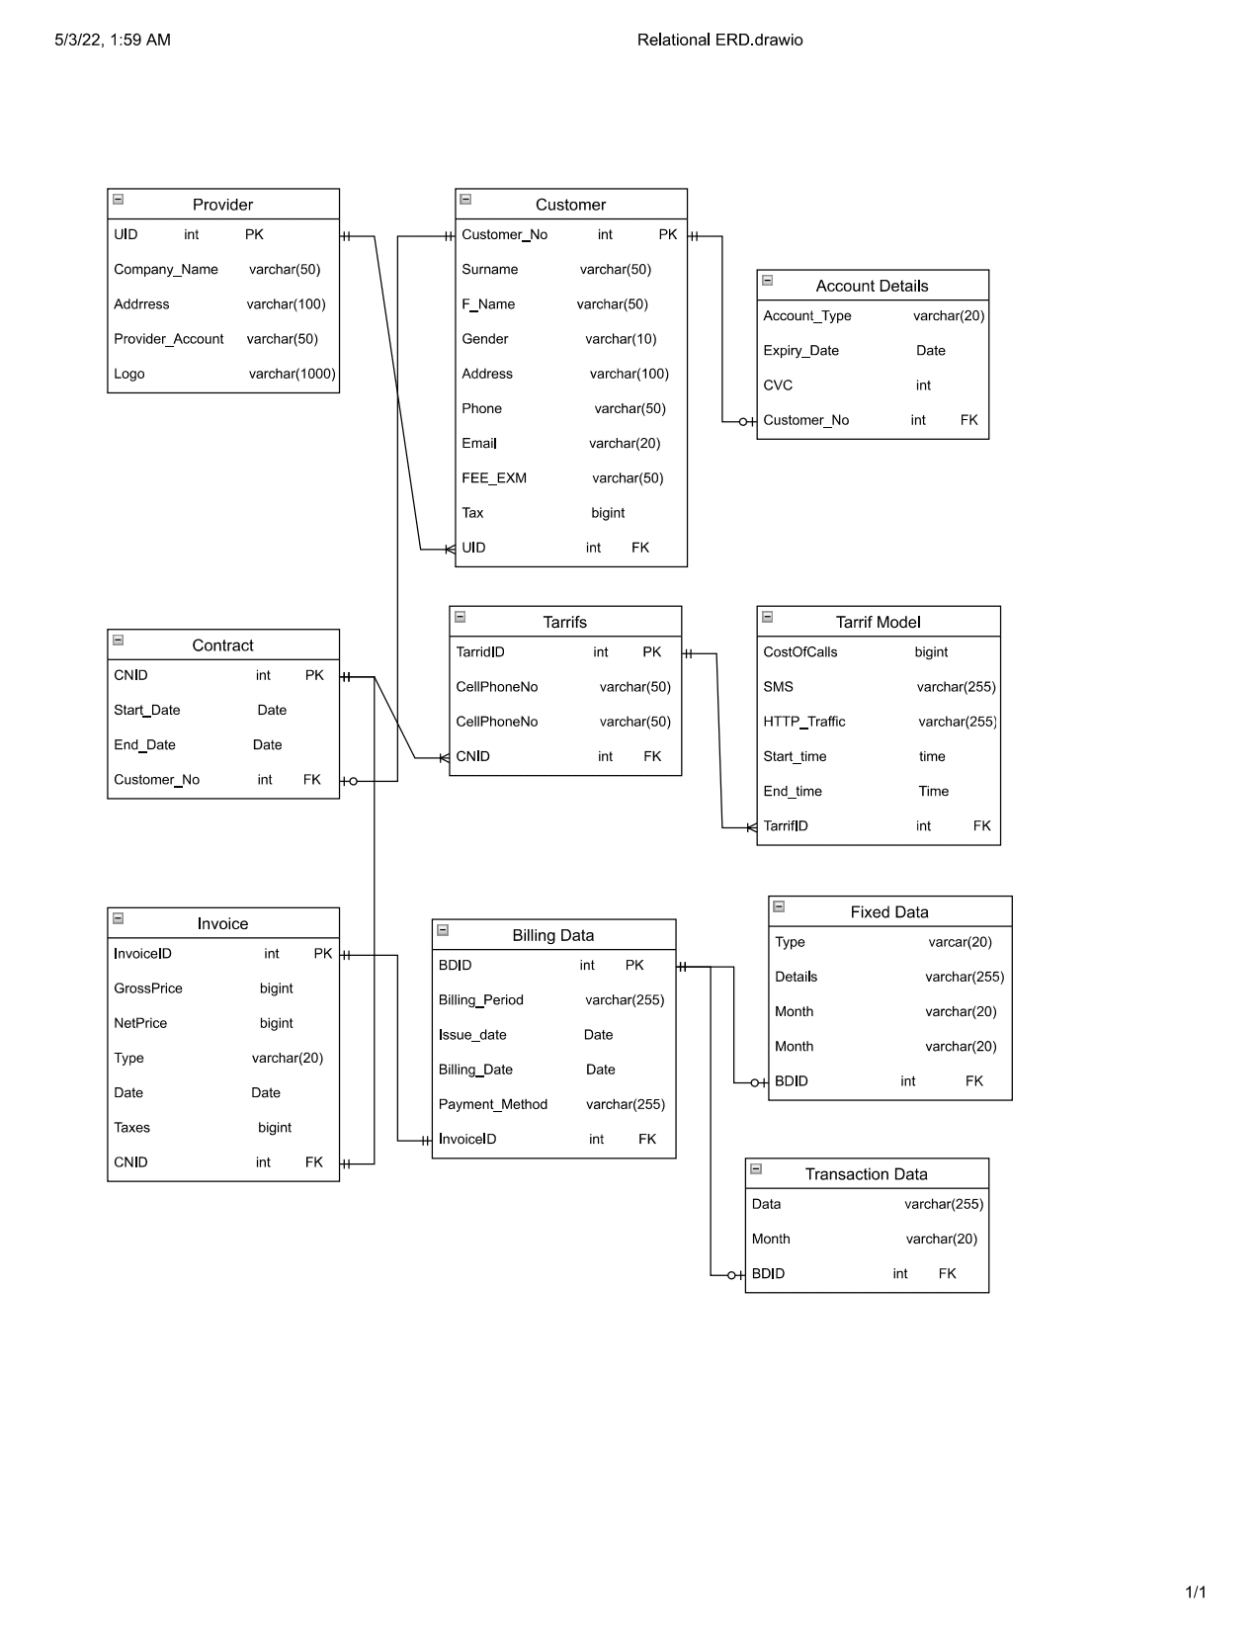 5/3/22, 1:59 AM
Relational ERD.drawio
Provider
UID int PK
Company_Name varchar(50)
Addrress varchar(100)
Provider_Account varchar(50)
Logo varchar(1000)
Customer
Customer_No int PK
Surname varchar(50)
F_Name varchar(50)
Gender varchar(10)
Address varchar(100)
Phone varchar(50)
Email varchar(20)
FEE_EXM varchar(50)
Tax bigint
UID int FK
Account Details
Account_Type varchar(20)
Expiry_Date Date
CVC int
Customer_No int FK
Contract
CNID int PK
Start_Date Date
End_Date Date
Customer_No int FK
Tarrifs
TarridID int PK
CellPhoneNo varchar(50)
CellPhoneNo varchar(50)
CNID int FK
Tarrif Model
CostOfCalls bigint
SMS varchar(255)
HTTP_Traffic varchar(255)
Start_time time
End_time Time
TarrifID int FK
Invoice
InvoiceID int PK
GrossPrice bigint
NetPrice bigint
Type varchar(20)
Date Date
Taxes bigint
CNID int FK
Billing Data
BDID int PK
Billing_Period varchar(255)
Issue_date Date
Billing_Date Date
Payment_Method varchar(255)
InvoiceID int FK
Fixed Data
Type varcar(20)
Details varchar(255)
Month varchar(20)
Month varchar(20)
BDID int FK
Transaction Data
Data varchar(255)
Month varchar(20)
BDID int FK
1/1